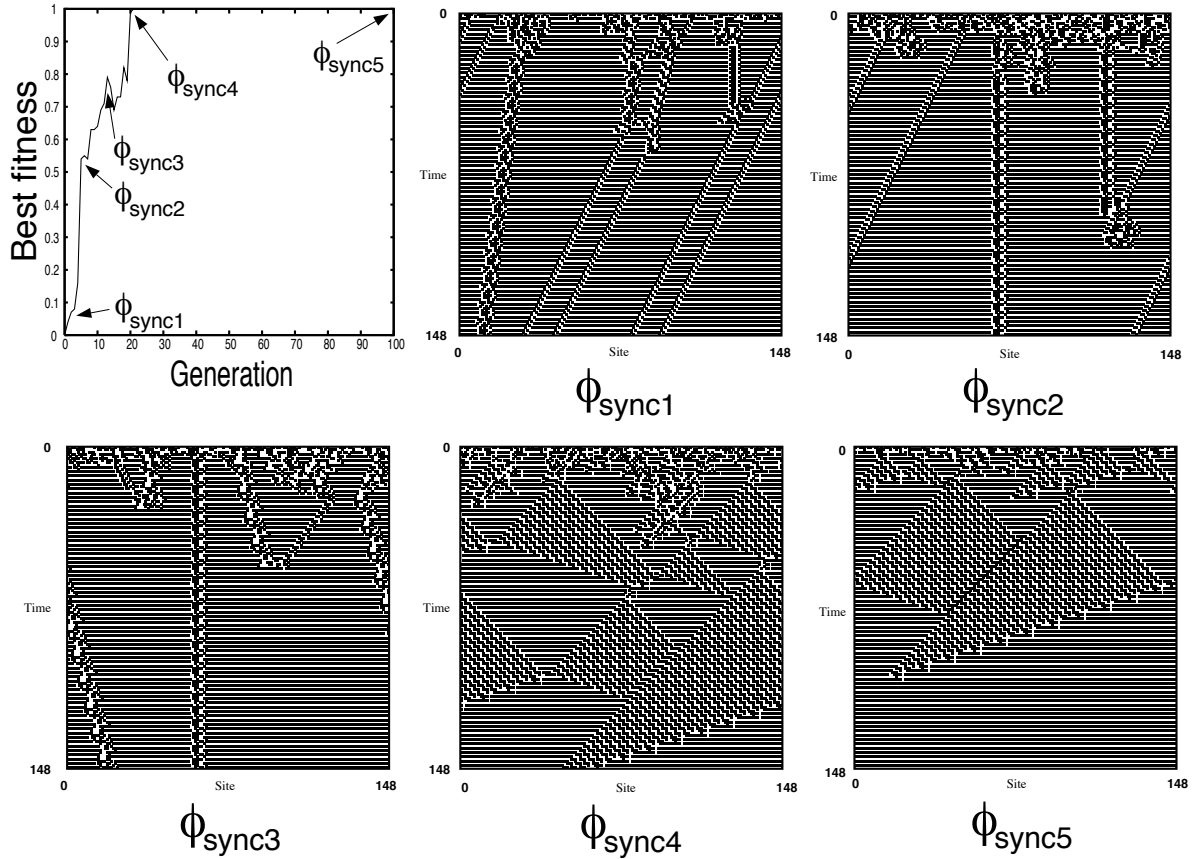 Best fitness
1
0.9
0.8
0.7
0.6
0.5
0.4
0.3
0.2
0.1
0
0 10 20 30 40 50 60 70 80 90 100
Generation
ϕsync5
ϕsync4
ϕsync3
ϕsync2
ϕsync1
0
Time
148
0 Site 148
ϕsync1
0
Time
148
0 Site 148
ϕsync2
0
Time
148
0 Site 148
ϕsync3
0
Time
148
0 Site 148
ϕsync4
0
Time
148
0 Site 148
ϕsync5